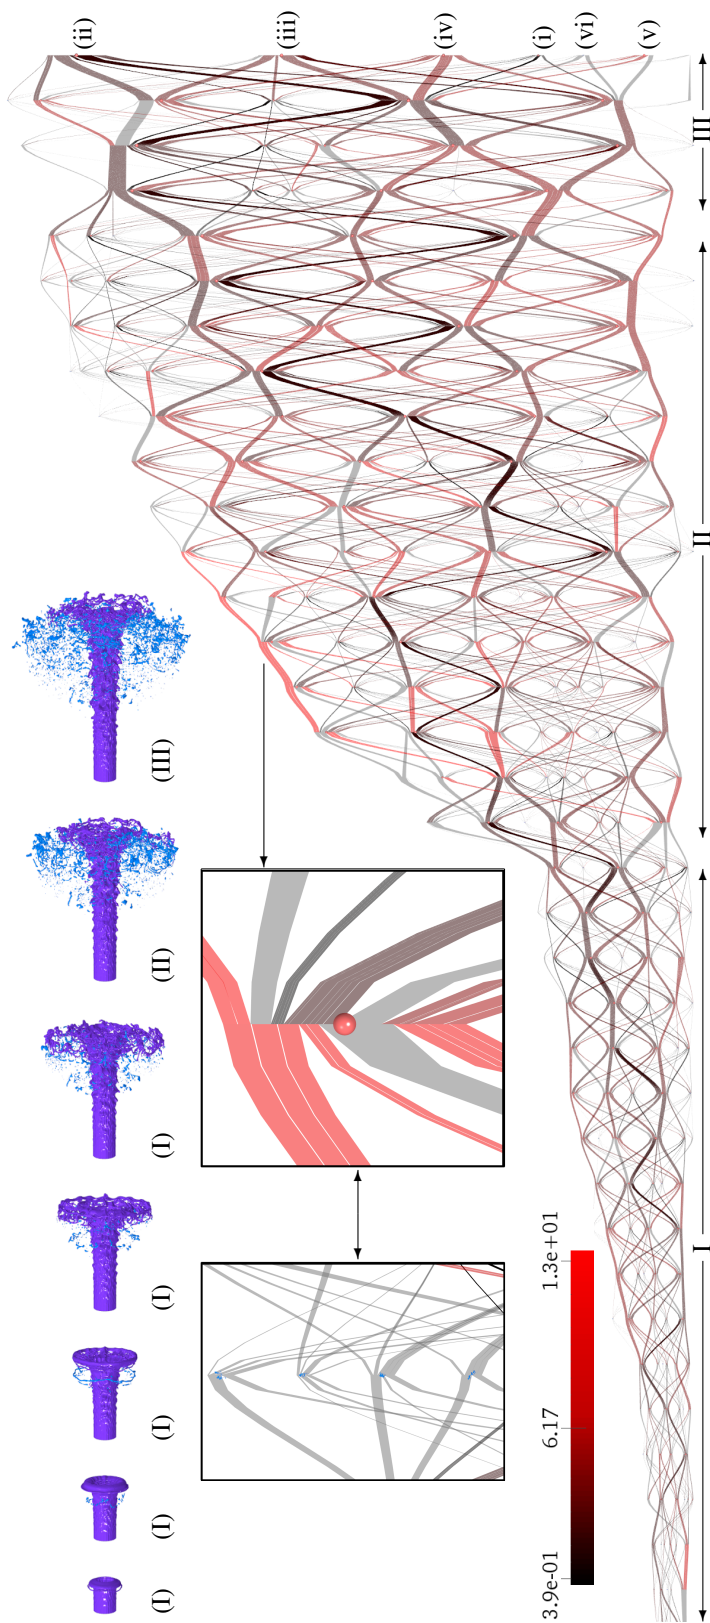 (ii)
(iii)
(iv)
(i)
(vi)
(v)
III
II
I
(III)
(II)
(I)
(I)
(I)
(I)
(I)
1.3e+01
6.17
3.9e-01